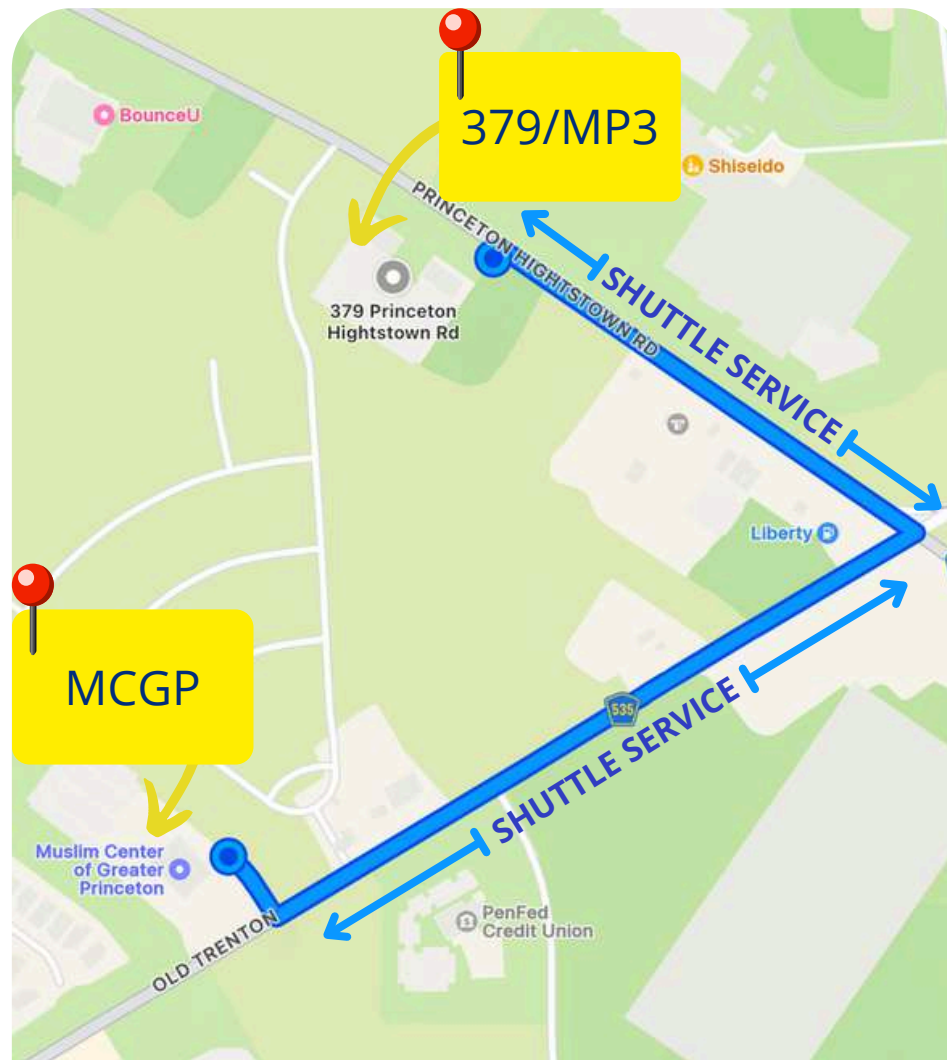 379/MP3
BounceU
Shiseido
PRINCETON HIGHTSTOWN RD
SHUTTLE SERVICE
379 Princeton
Hightstown Rd
Liberty
MCGP
535
SHUTTLE SERVICE
Muslim Center
of Greater
Princeton
PenFed
Credit Union
OLD TRENTON